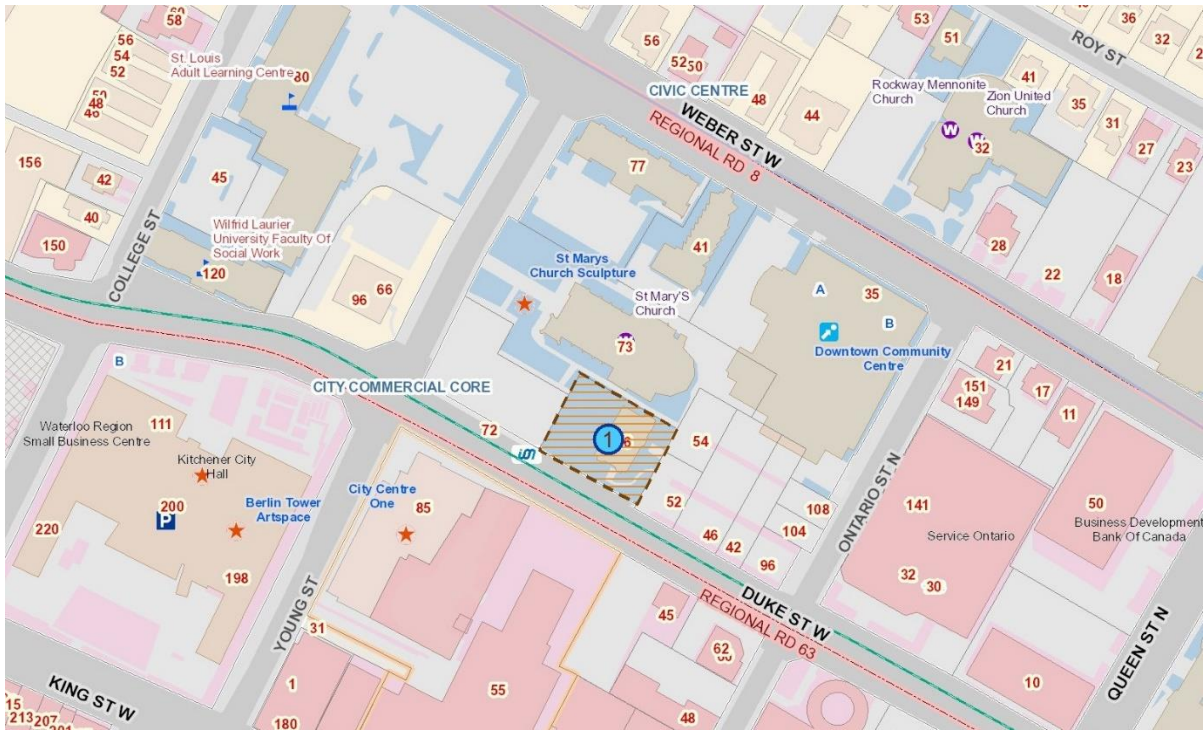 60
58
56
54
52
50
48
46
St. Louis
Adult Learning Centre
80
56
52
50
48
44
CIVIC CENTRE
WEBER ST W
REGIONAL RD 8
53
51
36
32
ROY ST
Rockway Mennonite
Church
Zion United
Church
41
35
31
27
23
W
W
32
156
42
40
150
45
COLLEGE ST
Wilfrid Laurier
University Faculty Of
Social Work
120
96
66
77
41
St Marys
Church Sculpture
St Mary'S
Church
73
A
35
B
Downtown Community
Centre
28
22
18
B
CITY COMMERCIAL CORE
21
151
149
17
11
Waterloo Region
Small Business Centre
111
Kitchener City
Hall
200
P
Berlin Tower
Artspace
220
198
City Centre
One
85
72
ion
1
6
54
52
46
42
96
104
108
ONTARIO ST N
141
Service Ontario
32
30
50
Business Development
Bank Of Canada
YOUNG ST
31
1
180
55
45
62
48
DUKE ST W
REGIONAL RD 63
10
QUEEN ST N
KING ST W
15
213
207
201